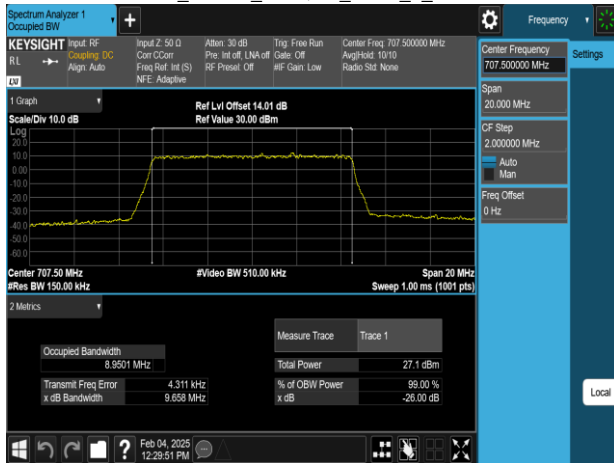 Spectrum Analyzer 1
Occupied BW
Frequency
KEYSIGHT
Input: RF
Coupling: DC
Align: Auto
Input Z: 50 Ω
Corr CCorr
Freq Ref: Int (S)
NFE: Adaptive
Atten: 30 dB
Pre: Int off, LNA off
RF Preset: Off
Trig: Free Run
Gate: Off
#IF Gain: Low
Center Freq: 707.500000 MHz
Avg|Hold: 10/10
Radio Std: None
RL
LXI
Center Frequency
707.500000 MHz
Settings
Span
20.000 MHz
CF Step
2.000000 MHz
Auto
Man
Freq Offset
0 Hz
1 Graph
Scale/Div 10.0 dB
Ref Lvl Offset 14.01 dB
Ref Value 30.00 dBm
Log
20.0
10.0
0.00
-10.0
-20.0
-30.0
-40.0
-50.0
-60.0
Center 707.50 MHz
#Video BW 510.00 kHz
Span 20 MHz
#Res BW 150.00 kHz
Sweep 1.00 ms (1001 pts)
2 Metrics
Measure Trace Trace 1
Occupied Bandwidth
8.9501 MHz
Total Power 27.1 dBm
Transmit Freq Error 4.311 kHz
% of OBW Power 99.00 %
x dB Bandwidth 9.658 MHz
x dB -26.00 dB
Local
Feb 04, 2025
12:29:51 PM